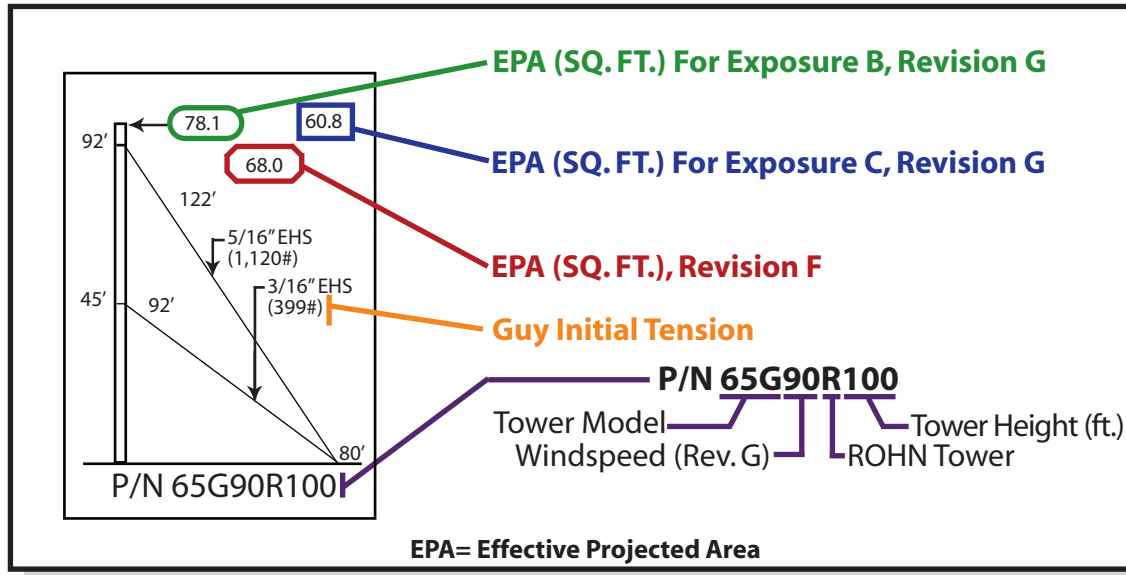 EPA (SQ. FT.) For Exposure B, Revision G
78.1
60.8
92’
EPA (SQ. FT.) For Exposure C, Revision G
68.0
122’
5/16” EHS
(1,120#)
EPA (SQ. FT.), Revision F
3/16” EHS
(399#)
45’
92’
Guy Initial Tension
P/N 65G90R100
Tower Model
Tower Height (ft.)
Windspeed (Rev. G)
ROHN Tower
80’
P/N 65G90R100
EPA= Effective Projected Area